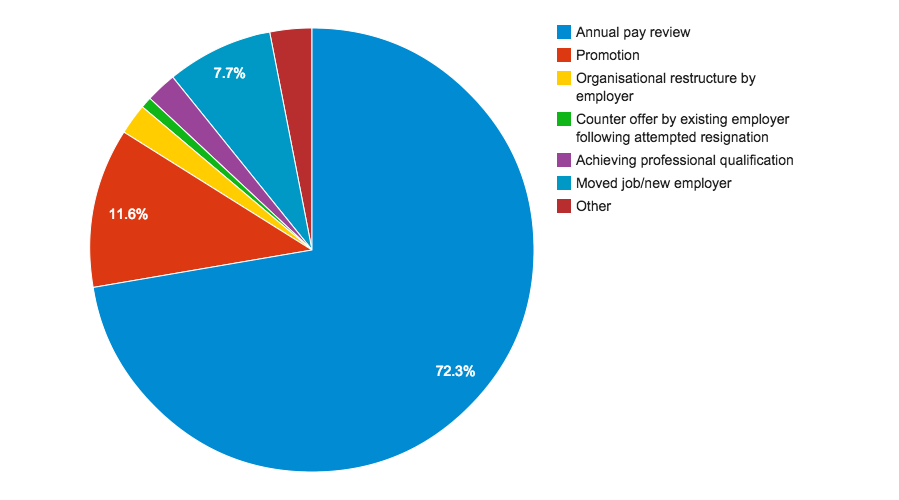 Annual pay review
Promotion
Organisational restructure by
employer
Counter offer by existing employer
following attempted resignation
Achieving professional qualification
Moved job/new employer
Other
7.7%
11.6%
72.3%